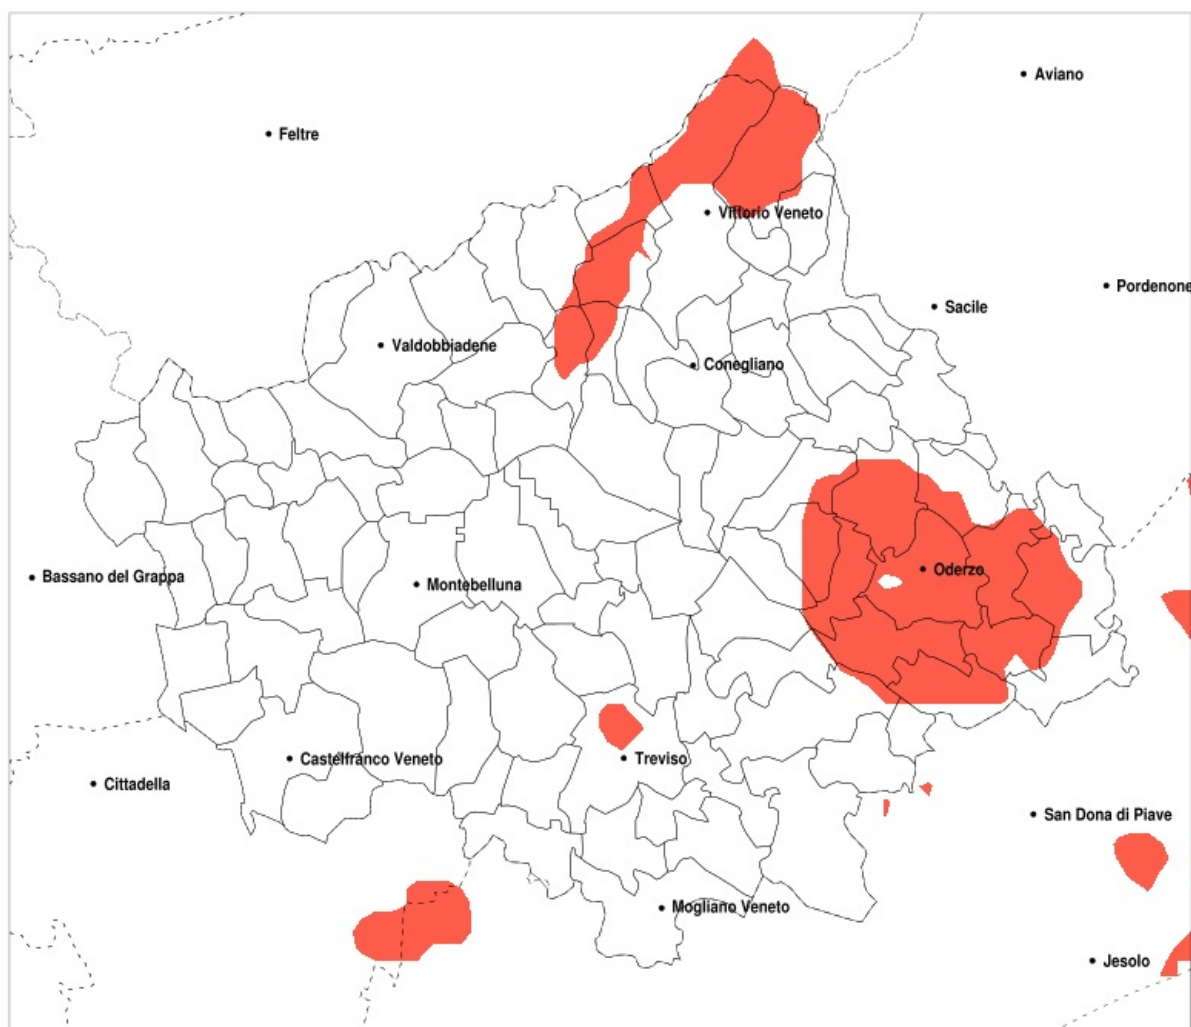 Aviano
Feltre
Vittorio Veneto
Pordenone
Sacile
Valdobbiadene
Conegliano
Oderzo
Bassano del Grappa
Montebelluna
Castelfranco Veneto
Treviso
Cittadella
San Dona di Piave
Mogliano Veneto
Jesolo